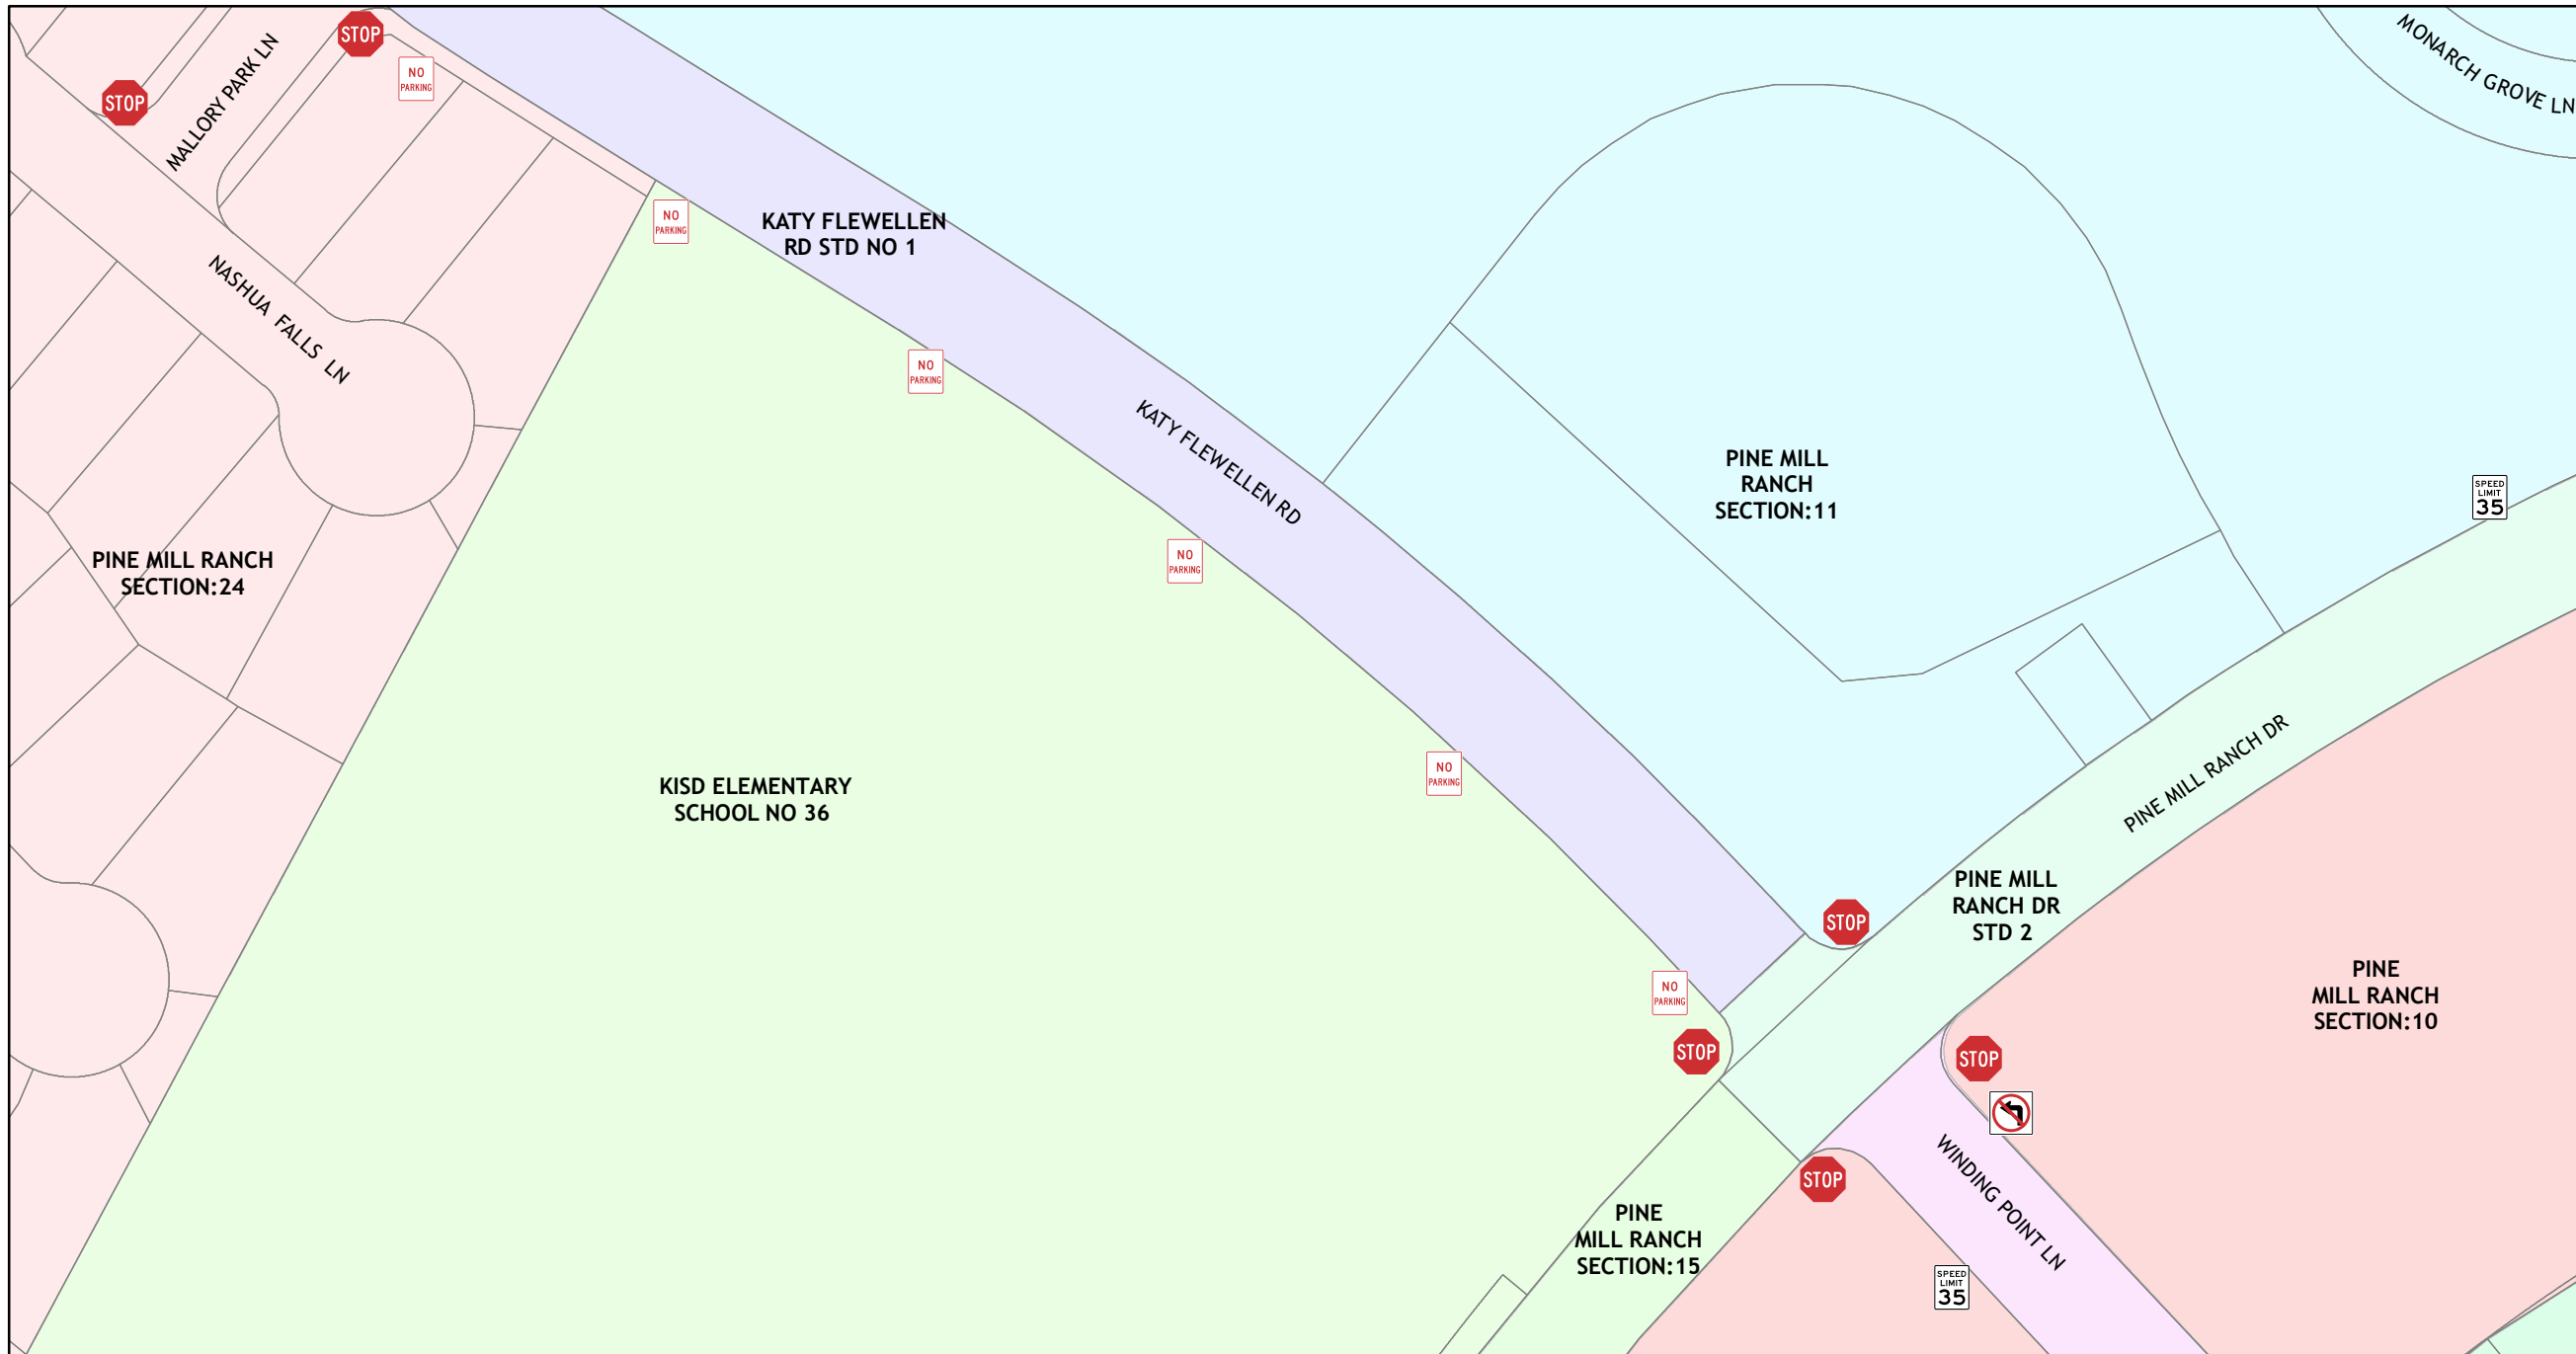 STOP
MONARCH GROVE LN
MALLORY PARK LN
NO
PARKING
STOP
NO
PARKING
KATY FLEWELLEN
RD STD NO 1
NASHUA FALLS LN
NO
PARKING
KATY FLEWELLEN RD
PINE MILL
RANCH
SECTION:11
SPEED
LIMIT
35
NO
PARKING
PINE MILL RANCH
SECTION:24
NO
PARKING
PINE MILL RANCH DR
KISD ELEMENTARY
SCHOOL NO 36
PINE MILL
RANCH DR
STD 2
STOP
NO
PARKING
PINE
MILL RANCH
SECTION:10
STOP
STOP
STOP
WINDING POINT LN
PINE
MILL RANCH
SECTION:15
SPEED
LIMIT
35